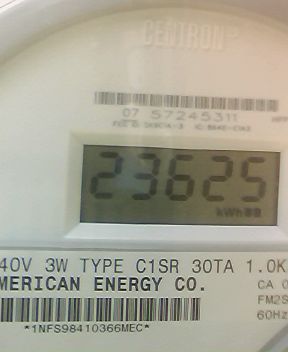 CENTRON
07 57245311
23625
kWh
40V 3W TYPE C1SR 30TA 1.0K
MERICAN ENERGY CO.
CA 0
FM2S
60Hz
*1NFS98410366MEC*